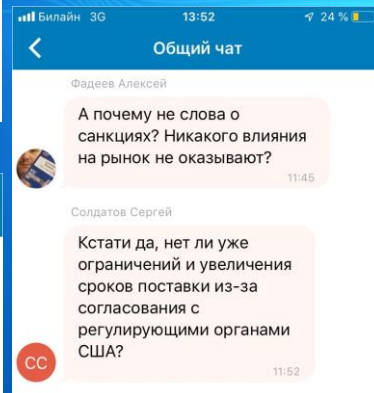 Билайн 3G 13:52 24 %
Общий чат
Фадеев Алексей
А почему не слова о
санкциях? Никакого влияния
на рынок не оказывают?
11:45
Солдатов Сергей
Кстати да, нет ли уже
ограничений и увеличения
сроков поставки из-за
согласования с
регулирующими органами
США?
СС
11:52